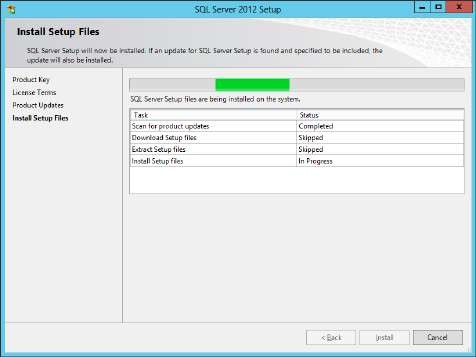 SQL Server 2012 Setup
Install Setup Files
SQL Server Setup will now be installed. If an update for SQL Server Setup is found and specified to be included, the
update will also be installed.
Product Key
License Terms
Product Updates
Install Setup Files
SQL Server Setup files are being installed on the system.
Task Status
Scan for product updates Completed
Download Setup files Skipped
Extract Setup files Skipped
Install Setup files In Progress
< Back Install Cancel